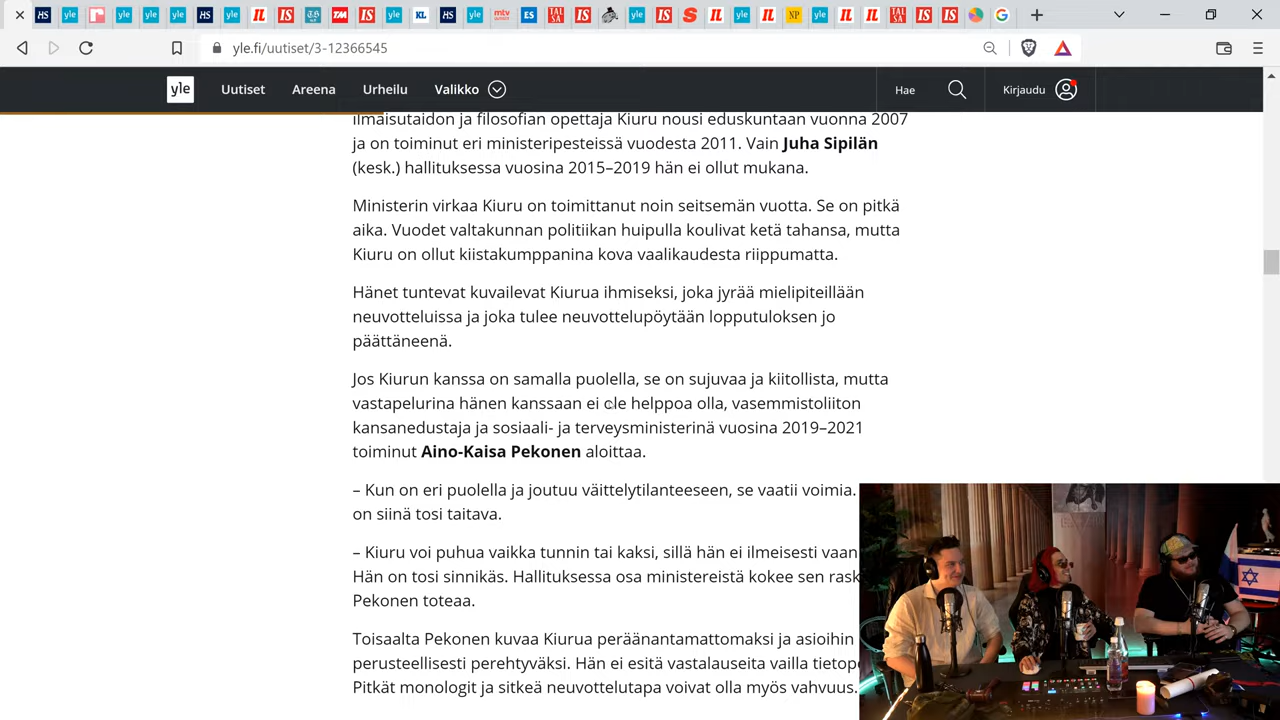 yle.fi/uutiset/3-12366545
yle
Uutiset
Areena
Urheilu
Valikko
Hae
Kirjaudu
ilmaisutaidon ja filosofian opettaja Kiuru nousi eduskuntaan vuonna 2007
ja on toiminut eri ministeripesteissä vuodesta 2011. Vain Juha Sipilän
(kesk.) hallituksessa vuosina 2015–2019 hän ei ollut mukana.
Ministerin virkaa Kiuru on toimittanut noin seitsemän vuotta. Se on pitkä
aika. Vuodet valtakunnan politiikan huipulla koulivat ketä tahansa, mutta
Kiuru on ollut kiistakumppanina kova vaalikaudesta riippumatta.
Hänet tuntevat kuvailevat Kiurua ihmiseksi, joka jyrää mielipiteillään
neuvotteluissa ja joka tulee neuvottelupöytään lopputuloksen jo
päättäneenä.
Jos Kiurun kanssa on samalla puolella, se on sujuvaa ja kiitollista, mutta
vastapelurina hänen kanssaan ei ole helppoa olla, vasemmistoliiton
kansanedustaja ja sosiaali- ja terveysministerinä vuosina 2019–2021
toiminut Aino-Kaisa Pekonen aloittaa.
– Kun on eri puolella ja joutuu väittelytilanteeseen, se vaatii voimia.
on siinä tosi taitava.
– Kiuru voi puhua vaikka tunnin tai kaksi, sillä hän ei ilmeisesti vaan
Hän on tosi sinnikäs. Hallituksessa osa ministereistä kokee sen rask
Pekonen toteaa.
Toisaalta Pekonen kuvaa Kiurua peräänantamattomaksi ja asioihin
perusteellisesti perehtyväksi. Hän ei esitä vastalauseita vailla tietop
Pitkät monologit ja sitkeä neuvottelutapa voivat olla myös vahvuus.